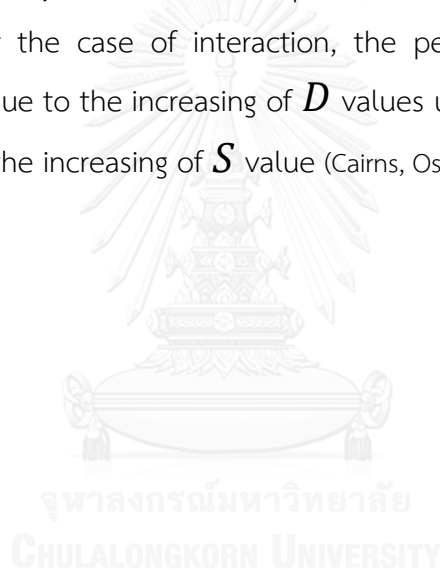 the case of interaction, the pe
ue to the increasing of D values u
he increasing of S value (Cairns, Os
จุฬาลงกรณ์มหาวิทยาลัย
CHULALONGKORN UNIVERSITY